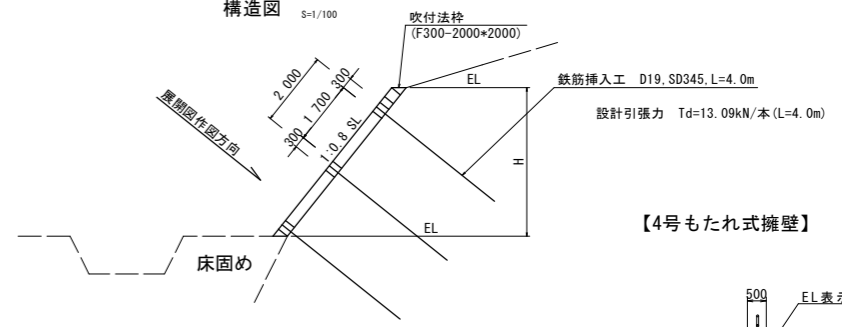 構造図 S=1/100
吹付法枠
(F300-2000*2000)
EL
鉄筋挿入工 D19,SD345,L=4.0m
設計引張力 Td=13.09kN/本(L=4.0m)
2 000
300
1 700
300
1:0.8 SL
展開図作図方向
H
EL
床固め
【4号もたれ式擁壁】
500
EL表示